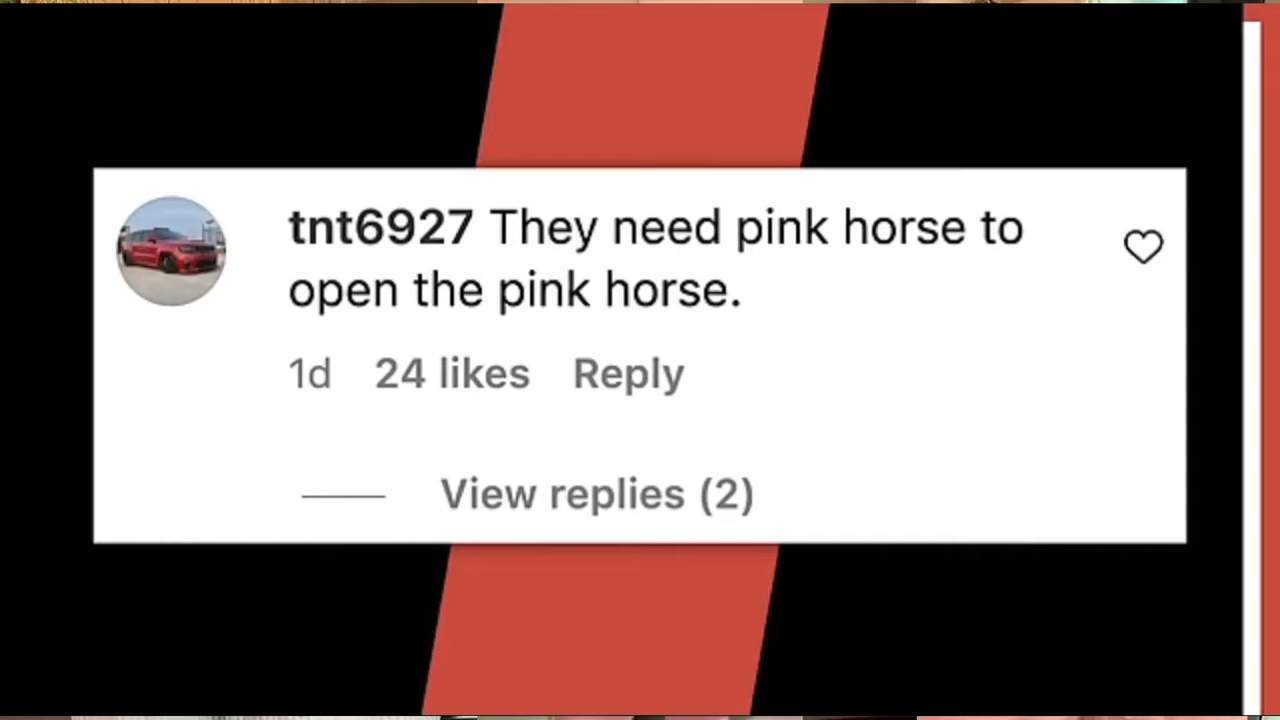 tnt6927 They need pink horse to
open the pink horse.
1d 24 likes Reply
View replies (2)